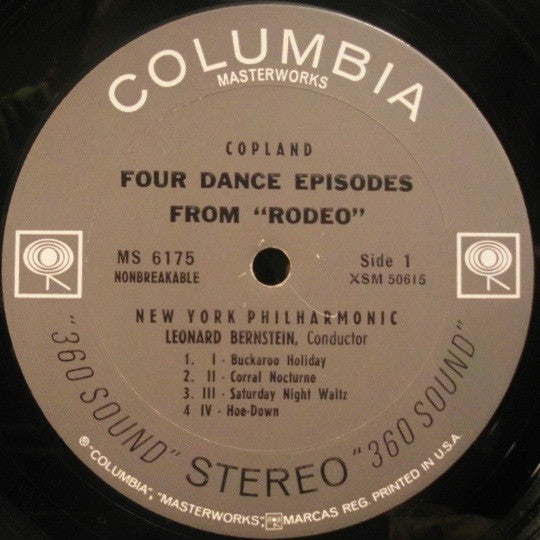 COLUMBIA
MASTERWORKS
COPLAND
FOUR DANCE EPISODES
FROM "RODEO"
MS 6175
NONBREAKABLE
Side 1
XSM 50615
NEW YORK PHILHARMONIC
LEONARD BERNSTEIN, Conductor
1. I - Buckaroo Holiday
2. II - Corral Nocturne
3. III - Saturday Night Waltz
4 IV - Hoe-Down
"360 SOUND" STEREO "360 SOUND"
® "COLUMBIA", "MASTERWORKS", MARCAS REG. PRINTED IN U.S.A.